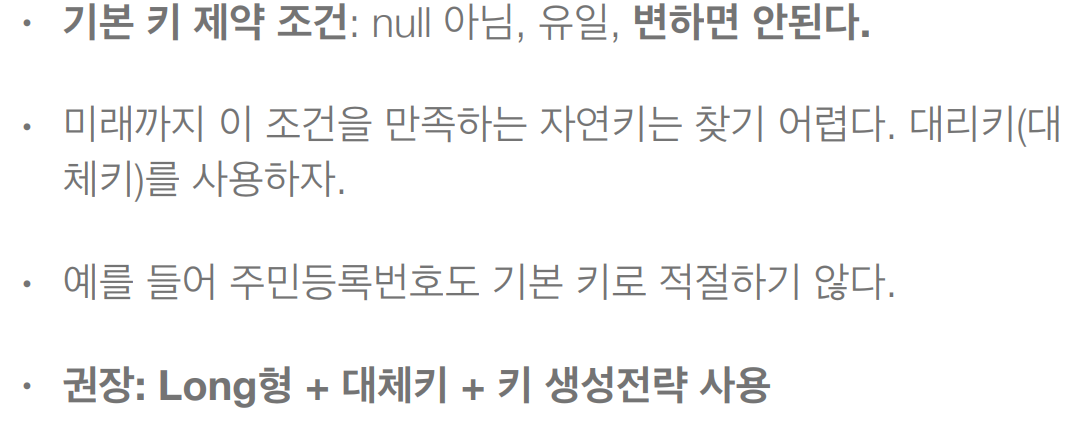 • 기본 키 제약 조건: null 아님, 유일, 변하면 안된다.
• 미래까지 이 조건을 만족하는 자연키는 찾기 어렵다. 대리키(대
체키)를 사용하자.
• 예를 들어 주민등록번호도 기본 키로 적절하기 않다.
• 권장: Long형 + 대체키 + 키 생성전략 사용